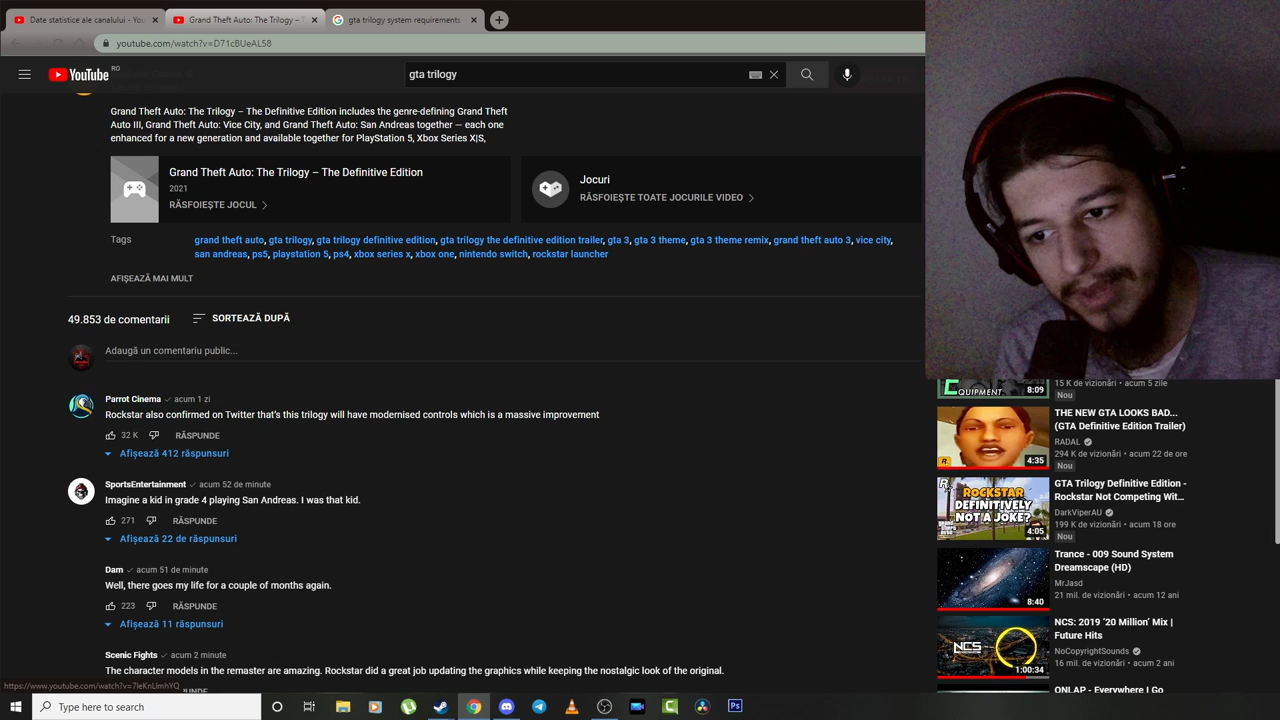 Date statistice ale canalului - You
Grand Theft Auto: The Trilogy – T
gta trilogy system requirements
youtube.com/watch?v=D71cBUeAL58
YouTube RO
gta trilogy
Grand Theft Auto: The Trilogy – The Definitive Edition includes the genre-defining Grand Theft
Auto III, Grand Theft Auto: Vice City, and Grand Theft Auto: San Andreas together — each one
enhanced for a new generation and available together for PlayStation 5, Xbox Series X|S,
Grand Theft Auto: The Trilogy – The Definitive Edition
2021
RĂSFOIEȘTE JOCUL
Jocuri
RĂSFOIEȘTE TOATE JOCURILE VIDEO
Tags
grand theft auto, gta trilogy, gta trilogy definitive edition, gta trilogy the definitive edition trailer, gta 3, gta 3 theme, gta 3 theme remix, grand theft auto 3, vice city,
san andreas, ps5, playstation 5, ps4, xbox series x, xbox one, nintendo switch, rockstar launcher
AFIȘEAZĂ MAI MULT
49.853 de comentarii
SORTEAZĂ DUPĂ
Adaugă un comentariu public...
Parrot Cinema acum 1 zi
Rockstar also confirmed on Twitter that's this trilogy will have modernised controls which is a massive improvement
32 K RĂSPUNDE
Afișează 412 răspunsuri
SportsEntertainment acum 52 de minute
Imagine a kid in grade 4 playing San Andreas. I was that kid.
271 RĂSPUNDE
Afișează 22 de răspunsuri
Dam acum 51 de minute
Well, there goes my life for a couple of months again.
223 RĂSPUNDE
Afișează 11 răspunsuri
Scenic Fights acum 2 minute
The character models in the remaster are amazing. Rockstar did a great job updating the graphics while keeping the nostalgic look of the original.
EQUIPMENT
8:09
15 K de vizionări • acum 5 zile
Nou
4:35
THE NEW GTA LOOKS BAD...
(GTA Definitive Edition Trailer)
RADAL
294 K de vizionări • acum 22 de ore
Nou
ROCKSTAR
DEFINITIVELY
NOT A JOKE?
4:05
GTA Trilogy Definitive Edition -
Rockstar Not Competing Wit...
DarkViperAU
199 K de vizionări • acum 18 ore
Nou
8:40
Trance - 009 Sound System
Dreamscape (HD)
MrJasd
21 mil. de vizionări • acum 12 ani
NCS
1:00:34
NCS: 2019 '20 Million' Mix |
Future Hits
NoCopyrightSounds
16 mil. de vizionări • acum 2 ani
ONLAP - Everywhere I Go
Type here to search
Ps